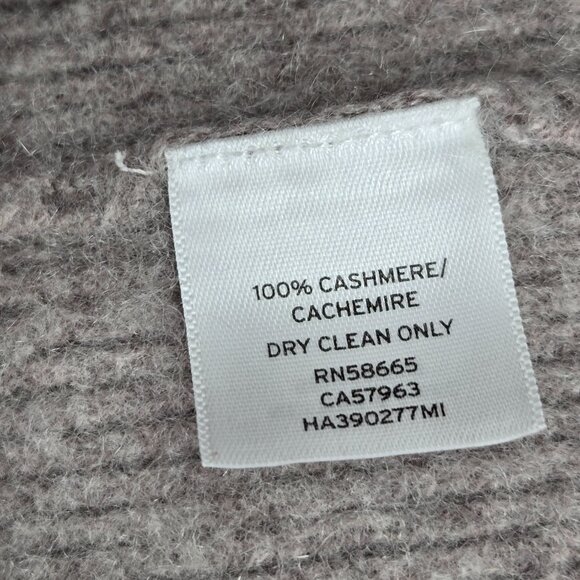 100% CASHMERE/
CACHEMIRE
DRY CLEAN ONLY
RN58665
CA57963
HA390277MI